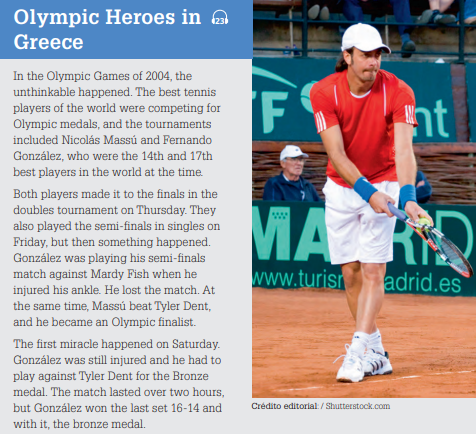 Olympic Heroes in
23
Greece
In the Olympic Games of 2004, the
unthinkable happened. The best tennis
players of the world were competing for
Olympic medals, and the tournaments
included Nicolás Massú and Fernando
González, who were the 14th and 17th
best players in the world at the time.
Both players made it to the finals in the
doubles tournament on Thursday. They
also played the semi-finals in singles on
Friday, but then something happened.
González was playing his semi-finals
match against Mardy Fish when he
injured his ankle. He lost the match. At
the same time, Massú beat Tyler Dent,
and he became an Olympic finalist.
The first miracle happened on Saturday.
González was still injured and he had to
play against Tyler Dent for the Bronze
medal. The match lasted over two hours,
but González won the last set 16-14 and
with it, the bronze medal.
MADRID
www.turismomadrid.es
Crédito editorial: / Shutterstock.com